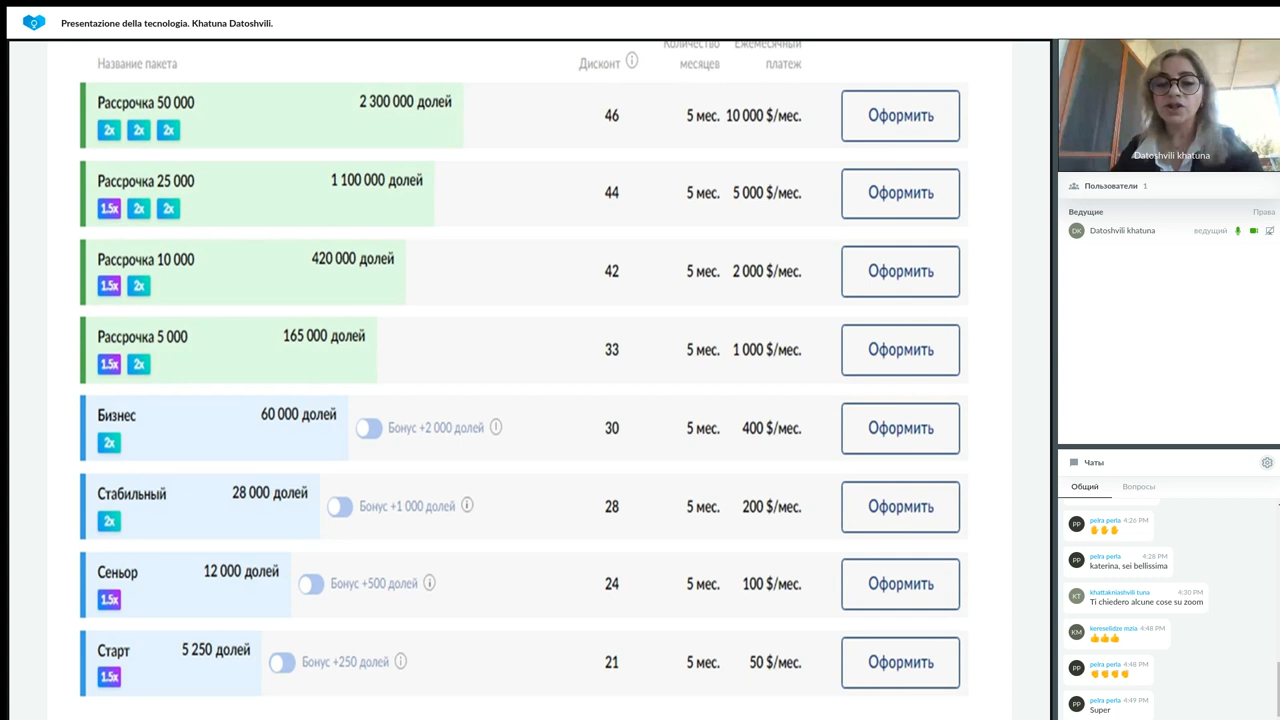 Presentazione della tecnologia. Khatuna Datoshvili.
Название пакета
Дисконт
Количество месяцев
Ежемесячный платеж
Рассрочка 50 000
2 300 000 долей
2x 2x 2x
46
5 мес.
10 000 $/мес.
Оформить
Рассрочка 25 000
1 100 000 долей
1.5x 2x 2x
44
5 мес.
5 000 $/мес.
Оформить
Рассрочка 10 000
420 000 долей
1.5x 2x
42
5 мес.
2 000 $/мес.
Оформить
Рассрочка 5 000
165 000 долей
1.5x 2x
33
5 мес.
1 000 $/мес.
Оформить
Бизнес
60 000 долей
2x
Бонус +2 000 долей
30
5 мес.
400 $/мес.
Оформить
Стабильный
28 000 долей
2x
Бонус +1 000 долей
28
5 мес.
200 $/мес.
Оформить
Сеньор
12 000 долей
1.5x
Бонус +500 долей
24
5 мес.
100 $/мес.
Оформить
Старт
5 250 долей
1.5x
Бонус +250 долей
21
5 мес.
50 $/мес.
Оформить
Datoshvili khatuna
Пользователи 1
Ведущие
Права
DK
Datoshvili khatuna
ведущий
Чаты
Общий
Вопросы
PP
pełra perla 4:26 PM
PP
pełra perla 4:28 PM
katerina, sei bellissima
KT
khattakniashvili tuna 4:30 PM
Ti chiedero alcune cose su zoom
KM
kereselidze mzia 4:48 PM
PP
pełra perla 4:48 PM
PP
pełra perla 4:49 PM
Super